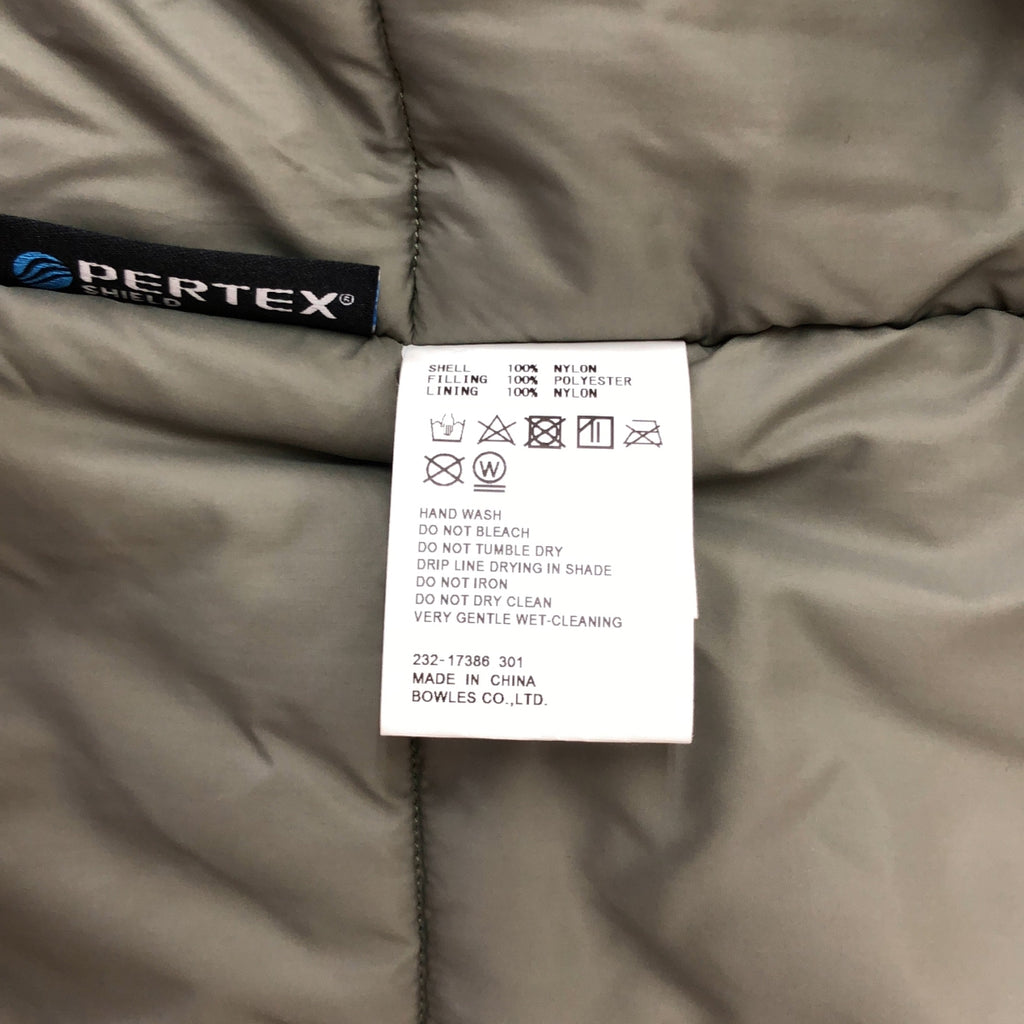 PERTEX®
SHIELD
SHELL 100% NYLON
FILLING 100% POLYESTER
LINING 100% NYLON
W
HAND WASH
DO NOT BLEACH
DO NOT TUMBLE DRY
DRIP LINE DRYING IN SHADE
DO NOT IRON
DO NOT DRY CLEAN
VERY GENTLE WET-CLEANING
232-17386 301
MADE IN CHINA
BOWLES CO.,LTD.